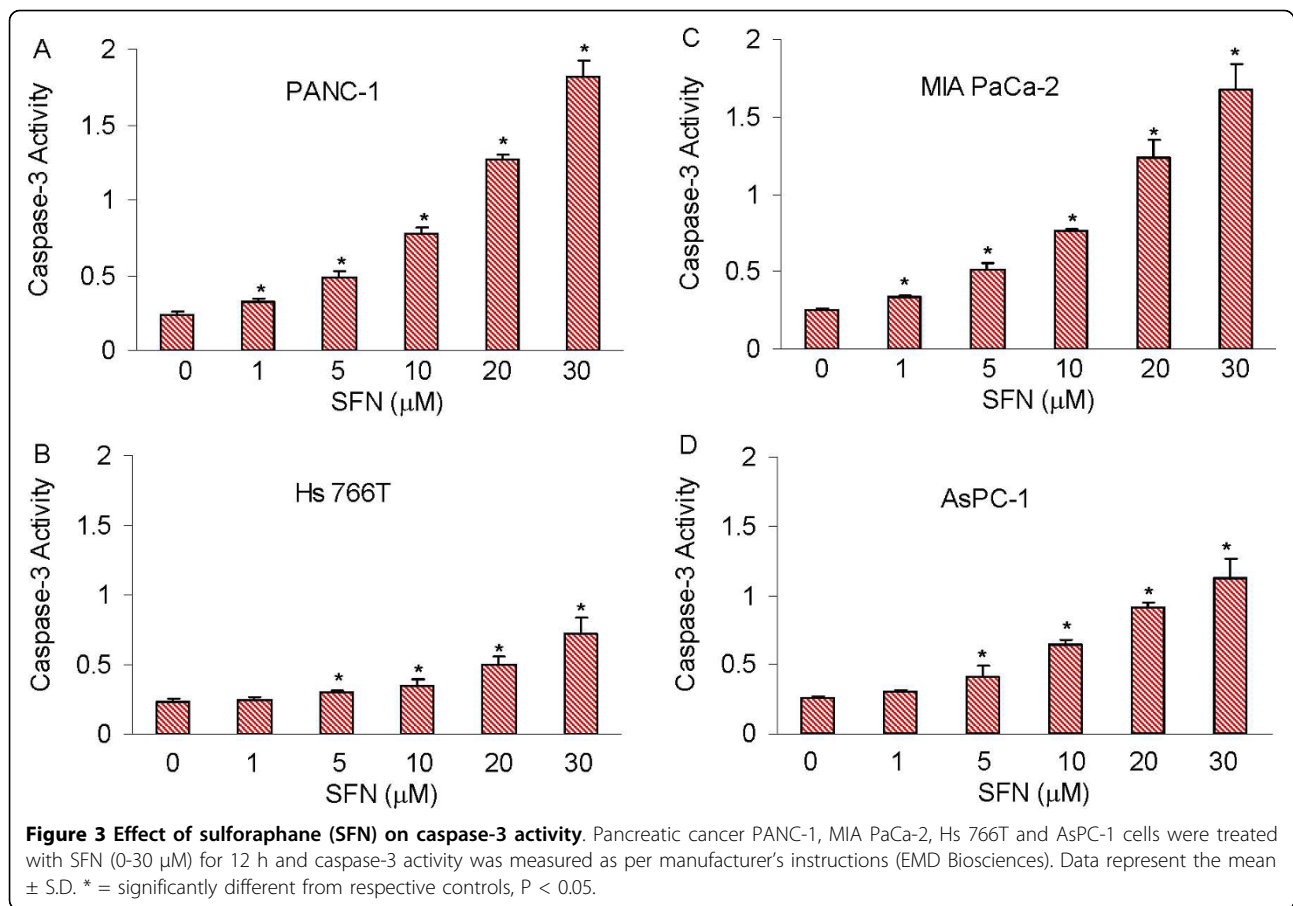 A
PANC-1
Caspase-3 Activity
2
1.5
1
0.5
0
0 1 5 10 20 30
SFN (μM)
* * * * *
B
Hs 766T
Caspase-3 Activity
2
1.5
1
0.5
0
0 1 5 10 20 30
SFN (μM)
* * * *
C
MIA PaCa-2
Caspase-3 Activity
2
1.5
1
0.5
0
0 1 5 10 20 30
SFN (μM)
* * * * *
D
AsPC-1
Caspase-3 Activity
2
1.5
1
0.5
0
0 1 5 10 20 30
SFN (μM)
* * * *
Figure 3 Effect of sulforaphane (SFN) on caspase-3 activity. Pancreatic cancer PANC-1, MIA PaCa-2, Hs 766T and AsPC-1 cells were treated
with SFN (0-30 μM) for 12 h and caspase-3 activity was measured as per manufacturer's instructions (EMD Biosciences). Data represent the mean
± S.D. * = significantly different from respective controls, P < 0.05.